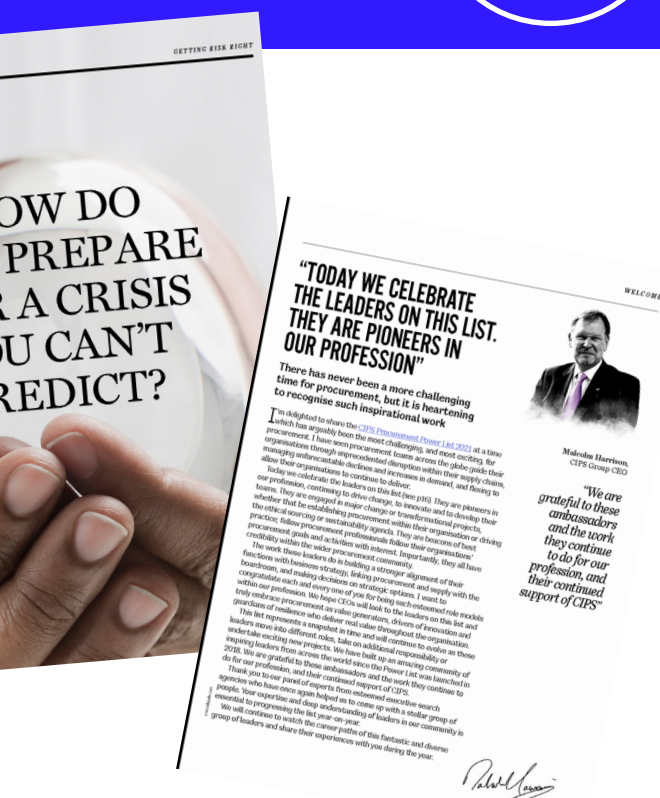 GETTING RISK RIGHT
OW DO
PREPARE
R A CRISIS
OU CAN'T
REDICT?
WELCOME
"TODAY WE CELEBRATE
THE LEADERS ON THIS LIST.
THEY ARE PIONEERS IN
OUR PROFESSION"
There has never been a more challenging
time for procurement, but it is heartening
to recognise such inspirational work
I'm delighted to share the CIPS Procurement Power List 2021 at a time
which has arguably been the most challenging, and most exciting, for
procurement. I have seen procurement teams across the globe guide their
organisations through unprecedented disruption within their supply chains,
managing unforecastable declines and increases in demand, and flexing to
allow their organisations to continue to deliver.
Today we celebrate the leaders on this list (see p16). They are pioneers in
our profession, continuing to drive change, to innovate and to develop their
teams. They are engaged in major change or transformational projects,
whether that be establishing procurement within their organisation or driving
the ethical sourcing or sustainability agenda. They are beacons of best
practice; fellow procurement professionals follow their organisations'
procurement goals and activities with interest. Importantly, they all have
credibility within the wider procurement community.
The work these leaders do is building a stronger alignment of their
functions with business strategy, linking procurement and supply with the
boardroom, and making decisions on strategic options. I want to
congratulate each and every one of you for being such esteemed role models
within our profession. We hope CEOs will look to the leaders on this list and
truly embrace procurement as value generators, drivers of innovation and
guardians of resilience who deliver real value throughout the organisation.
This list represents a snapshot in time and will continue to evolve as these
leaders move into different roles, take on additional responsibility or
undertake exciting new projects. We have built up an amazing community of
inspiring leaders from across the world since the Power List was launched in
2018. We are grateful to these ambassadors and the work they continue to
do for our profession, and their continued support of CIPS.
Thank you to our panel of experts from esteemed executive search
agencies who have once again helped us to come up with a stellar group of
people. Your expertise and deep understanding of leaders in our community is
essential to progressing the list year-on-year.
We will continue to watch the career paths of this fantastic and diverse
group of leaders and share their experiences with you during the year.
Malcolm Harrison,
CIPS Group CEO
"We are
grateful to these
ambassadors
and the work
they continue
to do for our
profession, and
their continued
support of CIPS"